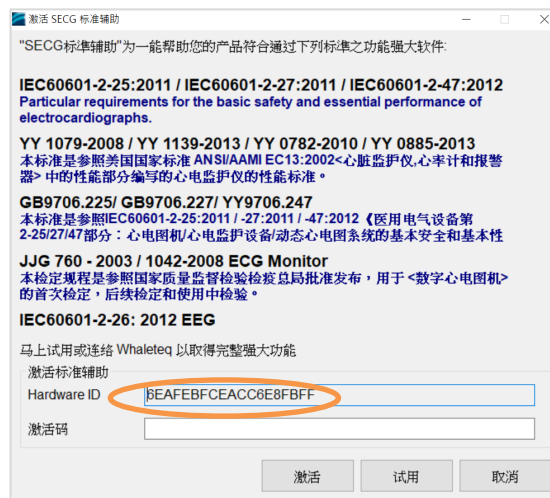 激活 SECG 标准辅助
"SECG标准辅助"为一能帮助您的产品符合通过下列标准之功能强大软件:
IEC60601-2-25:2011 / IEC60601-2-27:2011 / IEC60601-2-47:2012
Particular requirements for the basic safety and essential performance of
electrocardiographs.
YY 1079-2008 / YY 1139-2013 / YY 0782-2010 / YY 0885-2013
本标准是参照美国国家标准 ANSI/AAMI EC13:2002<心脏监护仪,心率计和报警
器> 中的性能部分编写的心电监护仪的性能标准。
GB9706.225/ GB9706.227/ YY9706.247
本标准是参照IEC60601-2-25:2011 / -27:2011 / -47:2012《医用电气设备第
2-25/27/47部分：心电图机/心电监护设备/动态心电图系统的基本安全和基本性
JJG 760 - 2003 / 1042-2008 ECG Monitor
本检定规程是参照国家质量监督检验检疫总局批准发布，用于 <数字心电图机>
的首次检定，后续检定和使用中检验。
IEC60601-2-26: 2012 EEG
马上试用或连络 Whaleteq 以取得完整强大功能
激活标准辅助
Hardware ID 6EAFEBFCEACC6E8FBFF
激活码
激活 试用 取消